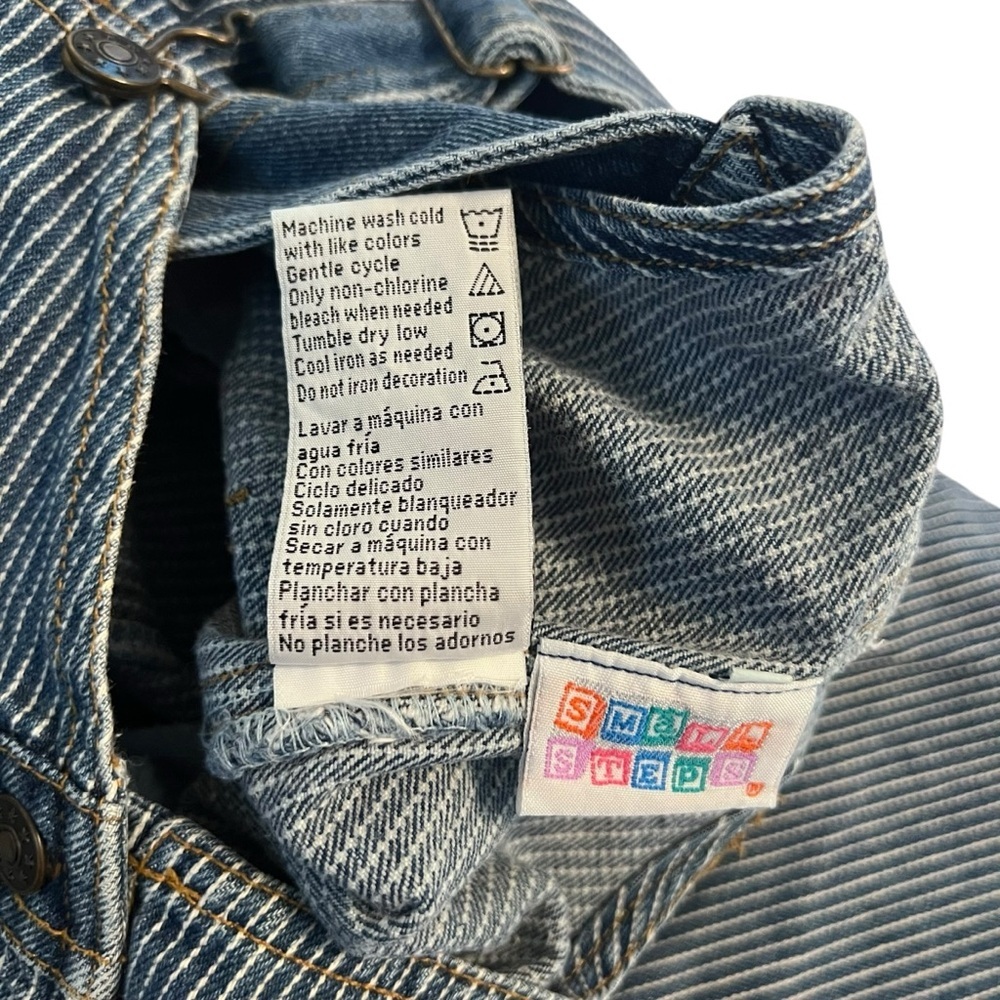 Machine wash cold
with like colors
Gentle cycle
Only non-chlorine
bleach when needed
Tumble dry low
Cool iron as needed
Do not iron decoration
Lavar a máquina con
agua fría
Con colores similares
Ciclo delicado
Solamente blanqueador
sin cloro cuando
Secar a máquina con
temperatura baja
Planchar con plancha
fría si es necesario
No planche los adornos
SMaLL
STEPS